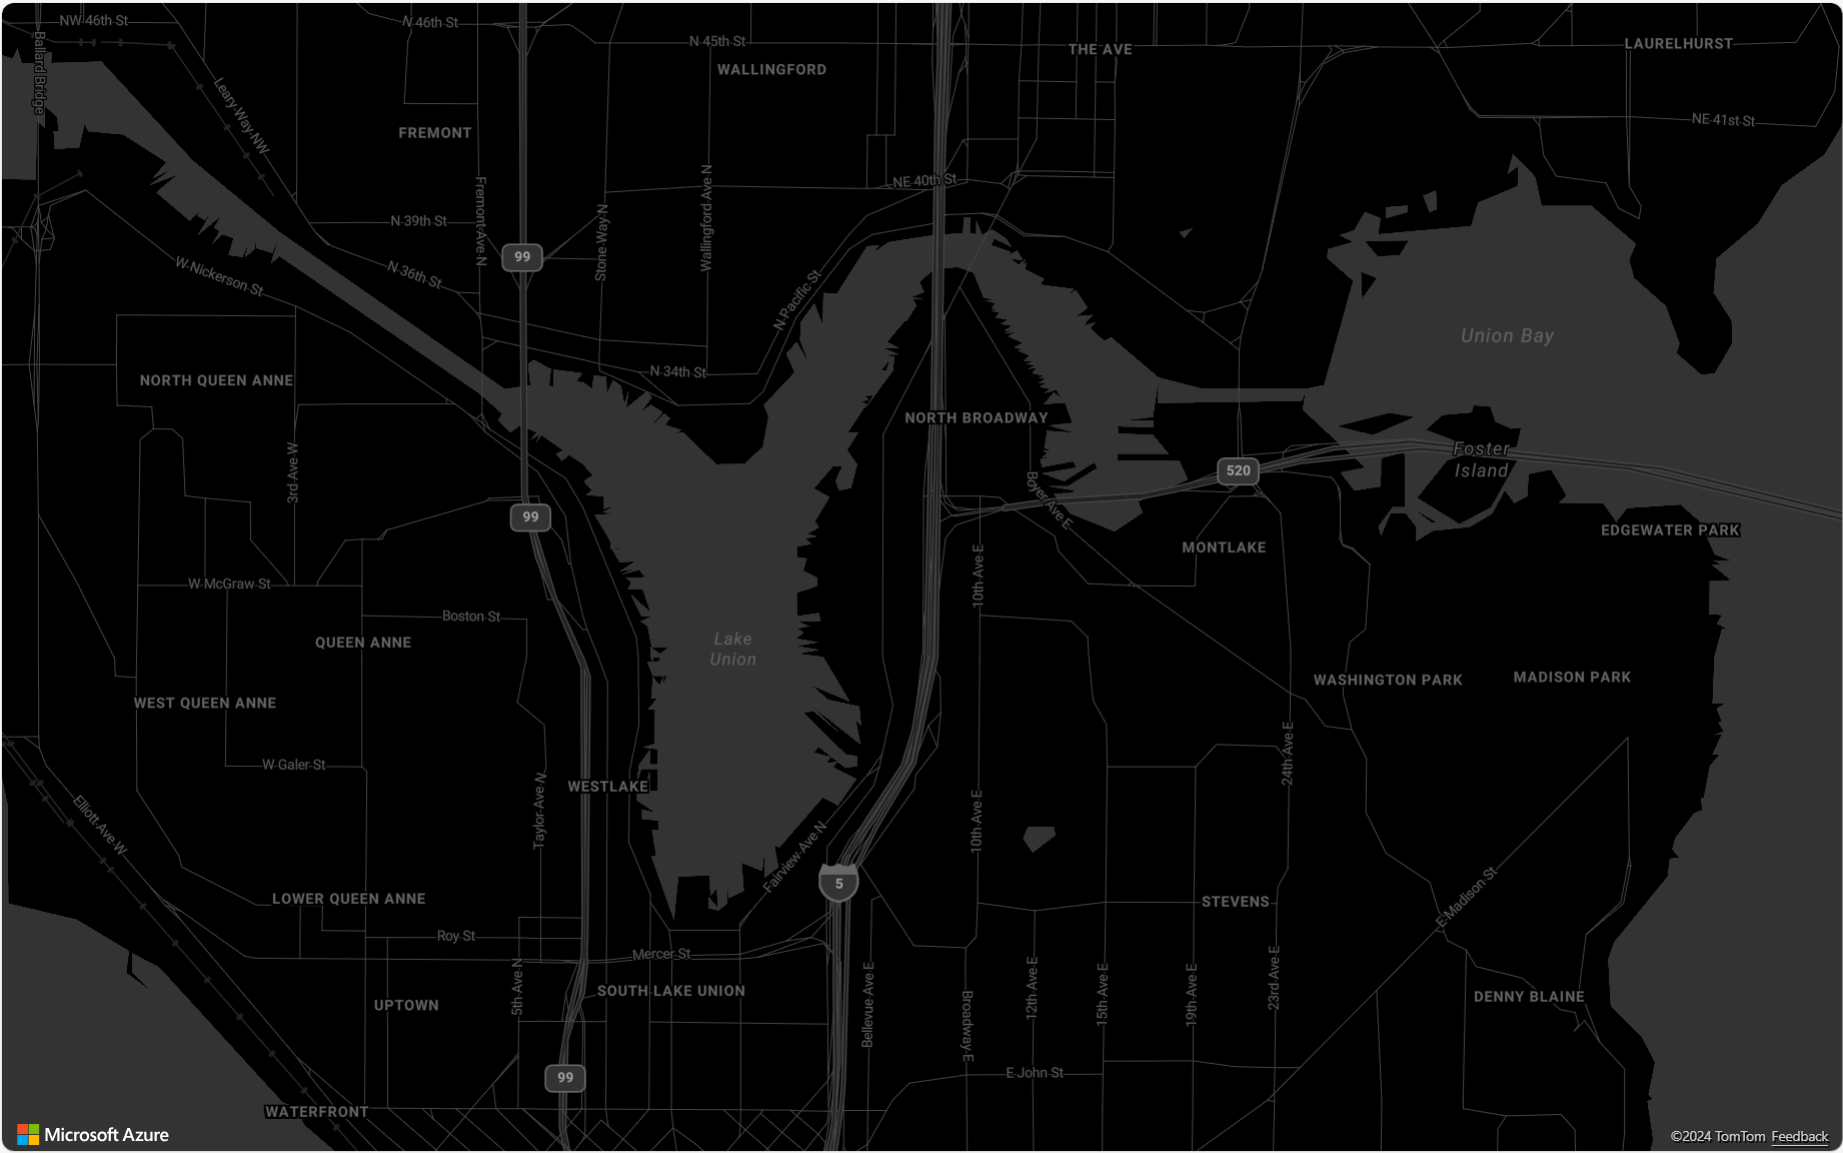 NW 46th St
N 46th St
N 45th St
THE AVE
LAURELHURST
WALLINGFORD
Ballard Bridge
Leary Way NW
NE 41st St
FREMONT
NE 40th St
Fremont Ave N
Stone Way N
Wallingford Ave N
N 39th St
99
W Nickerson St
N 36th St
N Pacific St
Union Bay
N 34th St
NORTH QUEEN ANNE
NORTH BROADWAY
3rd Ave W
Foster
Island
520
Boyer Ave E
99
EDGEWATER PARK
MONTLAKE
10th Ave E
W McGraw St
Boston St
QUEEN ANNE
Lake
Union
WASHINGTON PARK
MADISON PARK
WEST QUEEN ANNE
24th Ave E
W Galer St
WESTLAKE
Taylor Ave N
Elliott Ave W
10th Ave E
Fairview Ave N
5
LOWER QUEEN ANNE
STEVENS
E Madison St
Roy St
Mercer St
5th Ave N
SOUTH LAKE UNION
UPTOWN
Bellevue Ave E
Broadway E
12th Ave E
15th Ave E
19th Ave E
23rd Ave E
DENNY BLAINE
99
E John St
WATERFRONT
Microsoft Azure
©2024 TomTom Feedback